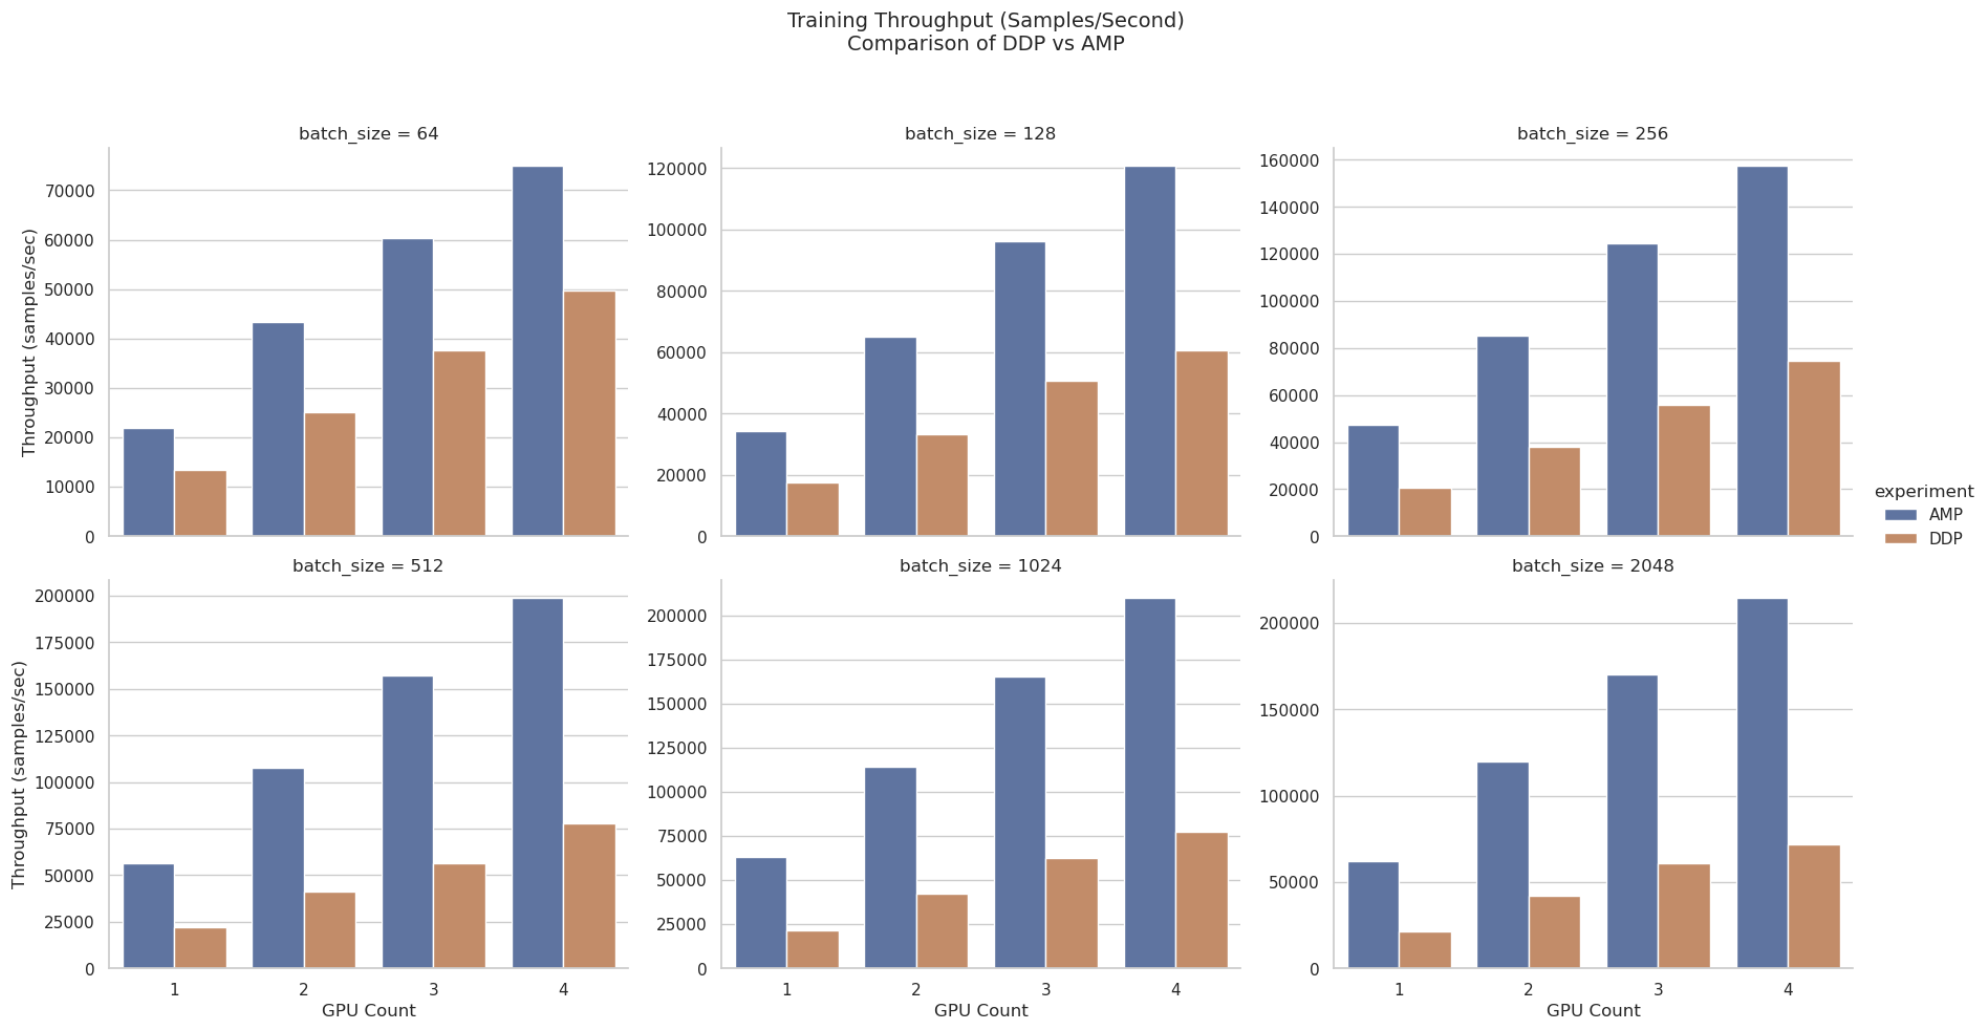 Training Throughput (Samples/Second)
Comparison of DDP vs AMP
batch_size = 64
70000
60000
50000
40000
30000
20000
10000
0
Throughput (samples/sec)
batch_size = 128
120000
100000
80000
60000
40000
20000
0
batch_size = 256
160000
140000
120000
100000
80000
60000
40000
20000
0
experiment
AMP
DDP
batch_size = 512
200000
175000
150000
125000
100000
75000
50000
25000
0
Throughput (samples/sec)
1 2 3 4
GPU Count
batch_size = 1024
200000
175000
150000
125000
100000
75000
50000
25000
0
1 2 3 4
GPU Count
batch_size = 2048
200000
150000
100000
50000
0
1 2 3 4
GPU Count